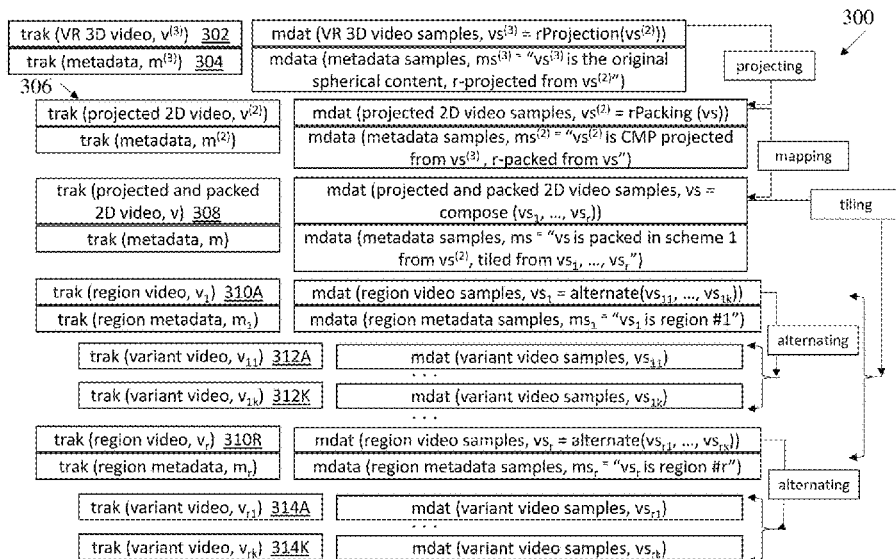 300
trak (VR 3D video, v(3)) 302
mdat (VR 3D video samples, vs(3) = rProjection(vs(2)))
trak (metadata, m(3)) 304
mdata (metadata samples, ms(3) = "vs(3) is the original
spherical content, r-projected from vs(2)")
projecting
306
trak (projected 2D video, v(2))
mdat (projected 2D video samples, vs(2) = rPacking (vs))
trak (metadata, m(2))
mdata (metadata samples, ms(2) = "vs(2) is CMP projected
from vs(3), r-packed from vs")
mapping
trak (projected and packed
2D video, v) 308
mdat (projected and packed 2D video samples, vs =
compose (vs1, ..., vsr))
tiling
trak (metadata, m)
mdata (metadata samples, ms = "vs is packed in scheme 1
from vs(2), tiled from vs1, ..., vsr")
trak (region video, v1) 310A
mdat (region video samples, vs1 = alternate(vs11, ..., vs1k))
trak (region metadata, m1)
mdata (region metadata samples, ms1 = "vs1 is region #1")
alternating
trak (variant video, v11) 312A
mdat (variant video samples, vs11)
. . .
trak (variant video, v1k) 312K
mdat (variant video samples, vs1k)
. . .
trak (region video, vr) 310R
mdat (region video samples, vsr = alternate(vsr1, ..., vsrk))
trak (region metadata, mr)
mdata (region metadata samples, msr = "vsr is region #r")
alternating
trak (variant video, vr1) 314A
mdat (variant video samples, vsr1)
. . .
trak (variant video, vrk) 314K
mdat (variant video samples, vsrk)